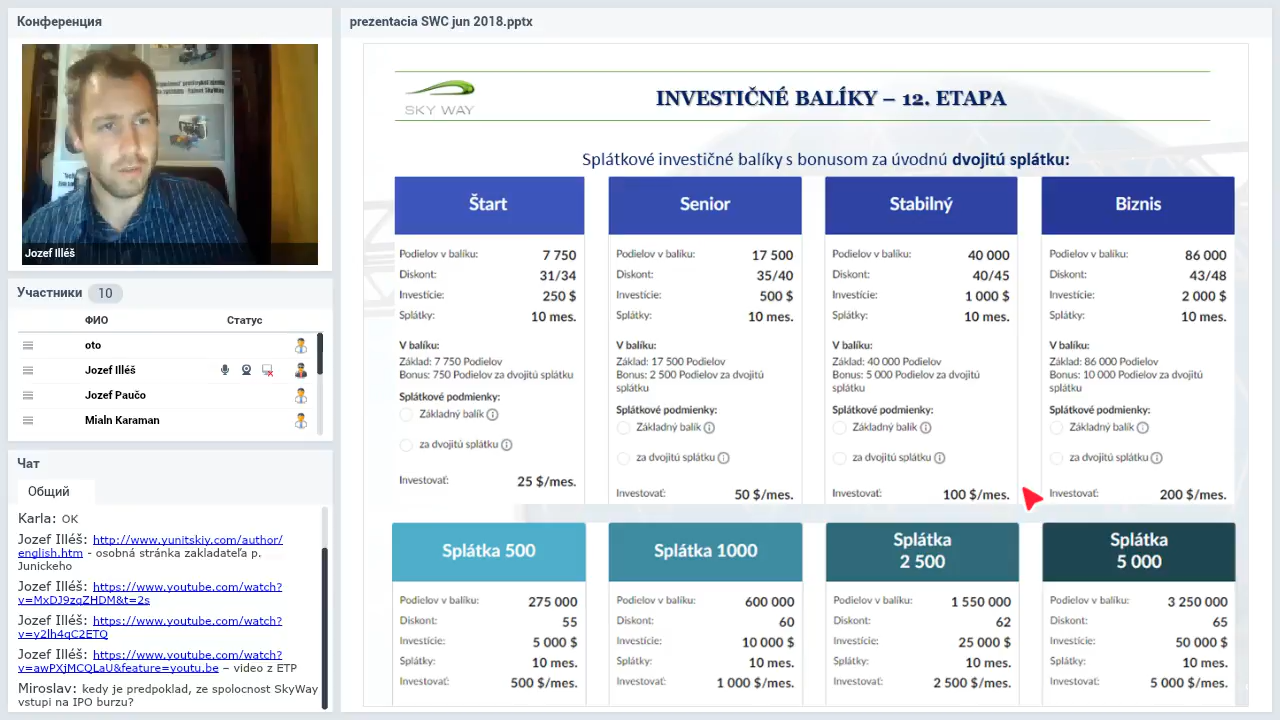 Конференция
Jozef Illéš
Участники 10
ФИО Статус
oto
Jozef Illéš
Jozef Paučo
Mialn Karaman
Чат
Общий
Karla: OK
Jozef Illéš: http://www.yunitskiy.com/author/
english.htm - osobná stránka zakladateľa p.
Junickeho
Jozef Illéš: https://www.youtube.com/watch?
v=MxDJ9zqZHDM&t=2s
Jozef Illéš: https://www.youtube.com/watch?
v=y2lh4qC2ETQ
Jozef Illéš: https://www.youtube.com/watch?
v=awPXjMCQLaU&feature=youtu.be – video z ETP
Miroslav: kedy je predpoklad, ze spolocnost SkyWay
vstupi na IPO burzu?
prezentacia SWC jun 2018.pptx
SKY WAY
INVESTIČNÉ BALÍKY – 12. ETAPA
Splátkové investičné balíky s bonusom za úvodnú dvojitú splátku:
Štart
Podielov v balíku: 7 750
Diskont: 31/34
Investície: 250 $
Splátky: 10 mes.
V balíku:
Základ: 7 750 Podielov
Bonus: 750 Podielov za dvojitú splátku
Splátkové podmienky:
Základný balík
za dvojitú splátku
Investovať: 25 $/mes.
Senior
Podielov v balíku: 17 500
Diskont: 35/40
Investície: 500 $
Splátky: 10 mes.
V balíku:
Základ: 17 500 Podielov
Bonus: 2 500 Podielov za dvojitú
splátku
Splátkové podmienky:
Základný balík
za dvojitú splátku
Investovať: 50 $/mes.
Stabilný
Podielov v balíku: 40 000
Diskont: 40/45
Investície: 1 000 $
Splátky: 10 mes.
V balíku:
Základ: 40 000 Podielov
Bonus: 5 000 Podielov za dvojitú
splátku
Splátkové podmienky:
Základný balík
za dvojitú splátku
Investovať: 100 $/mes.
Biznis
Podielov v balíku: 86 000
Diskont: 43/48
Investície: 2 000 $
Splátky: 10 mes.
V balíku:
Základ: 86 000 Podielov
Bonus: 10 000 Podielov za dvojitú
splátku
Splátkové podmienky:
Základný balík
za dvojitú splátku
Investovať: 200 $/mes.
Splátka 500
Podielov v balíku: 275 000
Diskont: 55
Investície: 5 000 $
Splátky: 10 mes.
Investovať: 500 $/mes.
Splátka 1000
Podielov v balíku: 600 000
Diskont: 60
Investície: 10 000 $
Splátky: 10 mes.
Investovať: 1 000 $/mes.
Splátka
2 500
Podielov v balíku: 1 550 000
Diskont: 62
Investície: 25 000 $
Splátky: 10 mes.
Investovať: 2 500 $/mes.
Splátka
5 000
Podielov v balíku: 3 250 000
Diskont: 65
Investície: 50 000 $
Splátky: 10 mes.
Investovať: 5 000 $/mes.